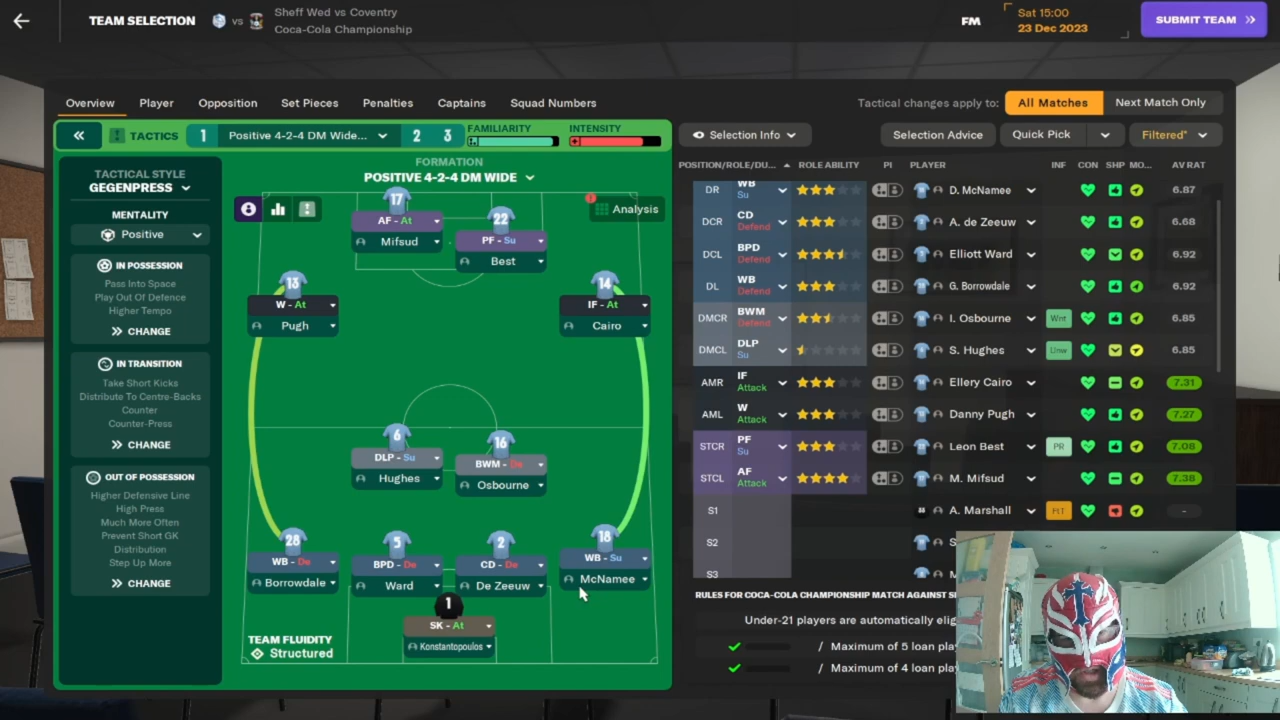 TEAM SELECTION
vs
Sheff Wed vs Coventry
Coca-Cola Championship
FM
Sat 15:00
23 Dec 2023
SUBMIT TEAM
Overview
Player
Opposition
Set Pieces
Penalties
Captains
Squad Numbers
Tactical changes apply to:
All Matches
Next Match Only
TACTICS
1
Positive 4-2-4 DM Wide...
2
3
FAMILIARITY
INTENSITY
Selection Info
Selection Advice
Quick Pick
Filtered*
TACTICAL STYLE
GEGENPRESS
MENTALITY
Positive
IN POSSESSION
Pass Into Space
Play Out Of Defence
Higher Tempo
CHANGE
IN TRANSITION
Take Short Kicks
Distribute To Centre-Backs
Counter
Counter-Press
CHANGE
OUT OF POSSESSION
Higher Defensive Line
High Press
Much More Often
Prevent Short GK
Distribution
Step Up More
CHANGE
FORMATION
POSITIVE 4-2-4 DM WIDE
Analysis
17
AF - At
Mifsud
22
PF - Su
Best
13
W - At
Pugh
14
IF - At
Cairo
6
DLP - Su
Hughes
16
BWM - De
Osbourne
28
WB - De
Borrowdale
5
BPD - De
Ward
2
CD - De
De Zeeuw
18
WB - Su
McNamee
1
SK - At
Konstantopoulos
TEAM FLUIDITY
Structured
POSITION/ROLE/DU...
ROLE ABILITY
PI
PLAYER
INF
CON
SHP
MO...
AV RAT
DR
WB
Su
D. McNamee
6.87
DCR
CD
Defend
A. de Zeeuw
6.68
DCL
BPD
Defend
Elliott Ward
6.92
DL
WB
Defend
G. Borrowdale
6.92
DMCR
BWM
Defend
I. Osbourne
Wnt
6.85
DMCL
DLP
Su
S. Hughes
6.85
AMR
IF
Attack
Ellery Cairo
7.31
AML
W
Attack
Danny Pugh
7.27
STCR
PF
Su
Leon Best
PR
7.08
STCL
AF
Attack
M. Mifsud
7.38
S1
A. Marshall
-
S2
S3
RULES FOR COCA-COLA CHAMPIONSHIP MATCH AGAINST
Under-21 players are automatically
/ Maximum of 5 loan
/ Maximum of 4 loan